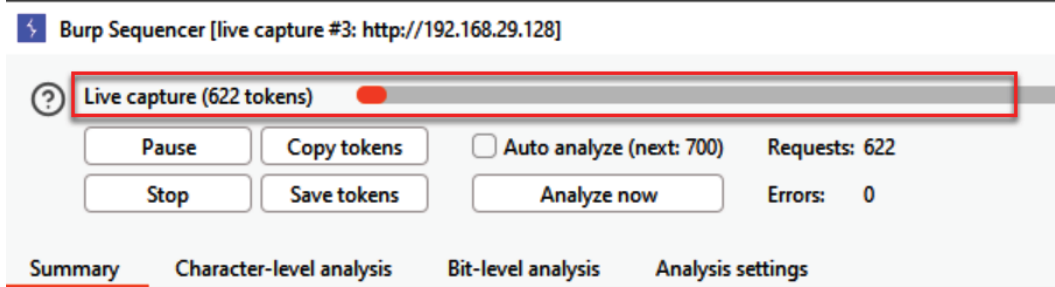 Burp Sequencer [live capture #3: http://192.168.29.128]
Live capture (622 tokens)
Pause Copy tokens Auto analyze (next: 700) Requests: 622
Stop Save tokens Analyze now Errors: 0
Summary Character-level analysis Bit-level analysis Analysis settings